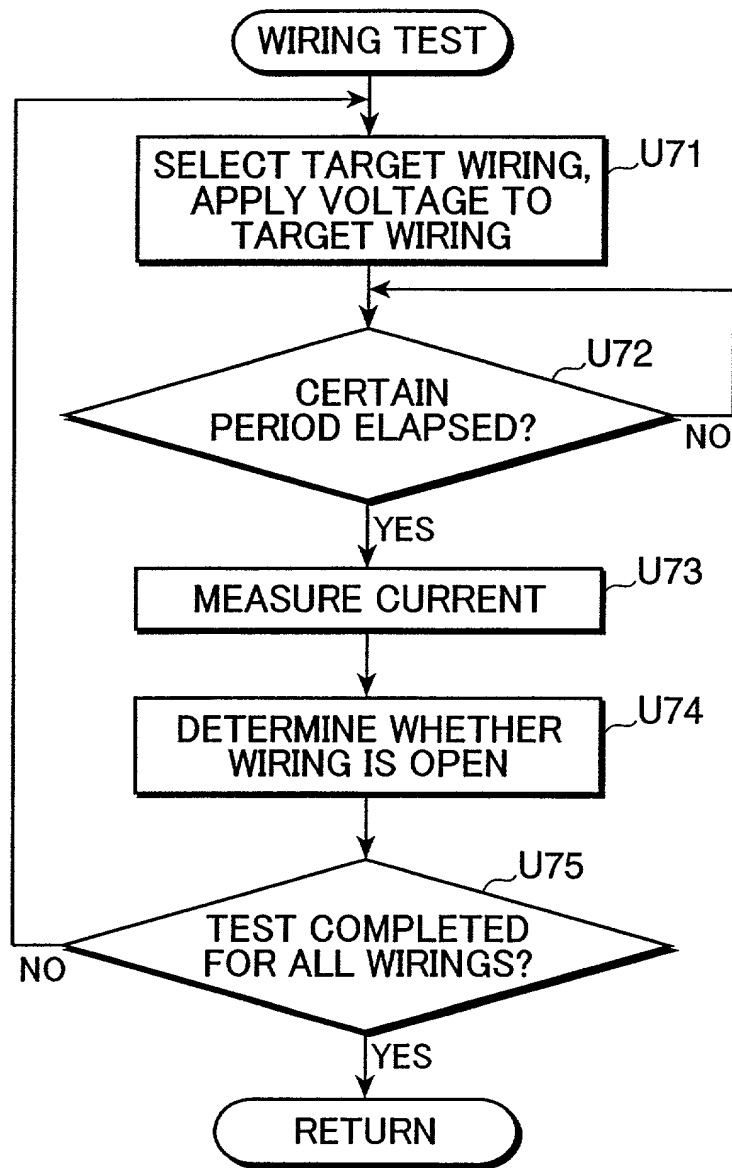 WIRING TEST
U71
SELECT TARGET WIRING,
APPLY VOLTAGE TO
TARGET WIRING
U72
CERTAIN
PERIOD ELAPSED?
NO
YES
U73
MEASURE CURRENT
U74
DETERMINE WHETHER
WIRING IS OPEN
U75
TEST COMPLETED
FOR ALL WIRINGS?
NO
YES
RETURN